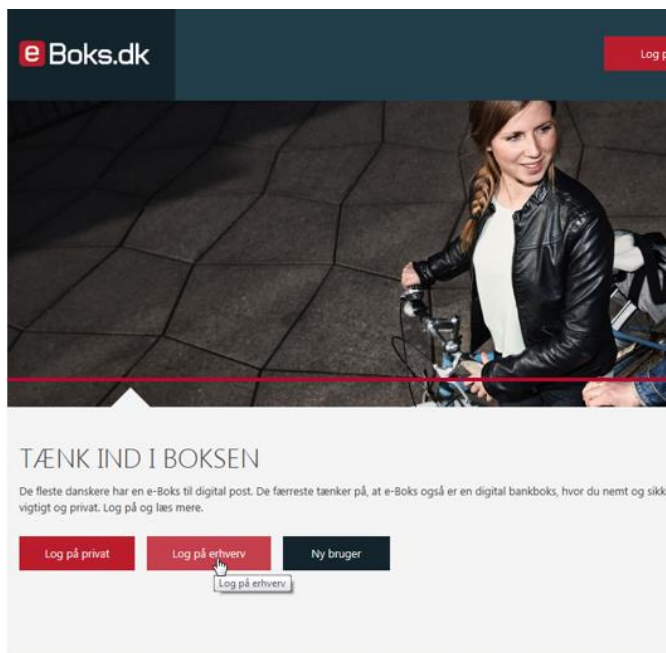 e Boks.dk
Log p
TÆNK IND I BOKSEN
De fleste danskere har en e-Boks til digital post. De færreste tænker på, at e-Boks også er en digital bankboks, hvor du nemt og sikk
vigtigt og privat. Log på og læs mere.
Log på privat
Log på erhverv
Ny bruger
Log på erhverv